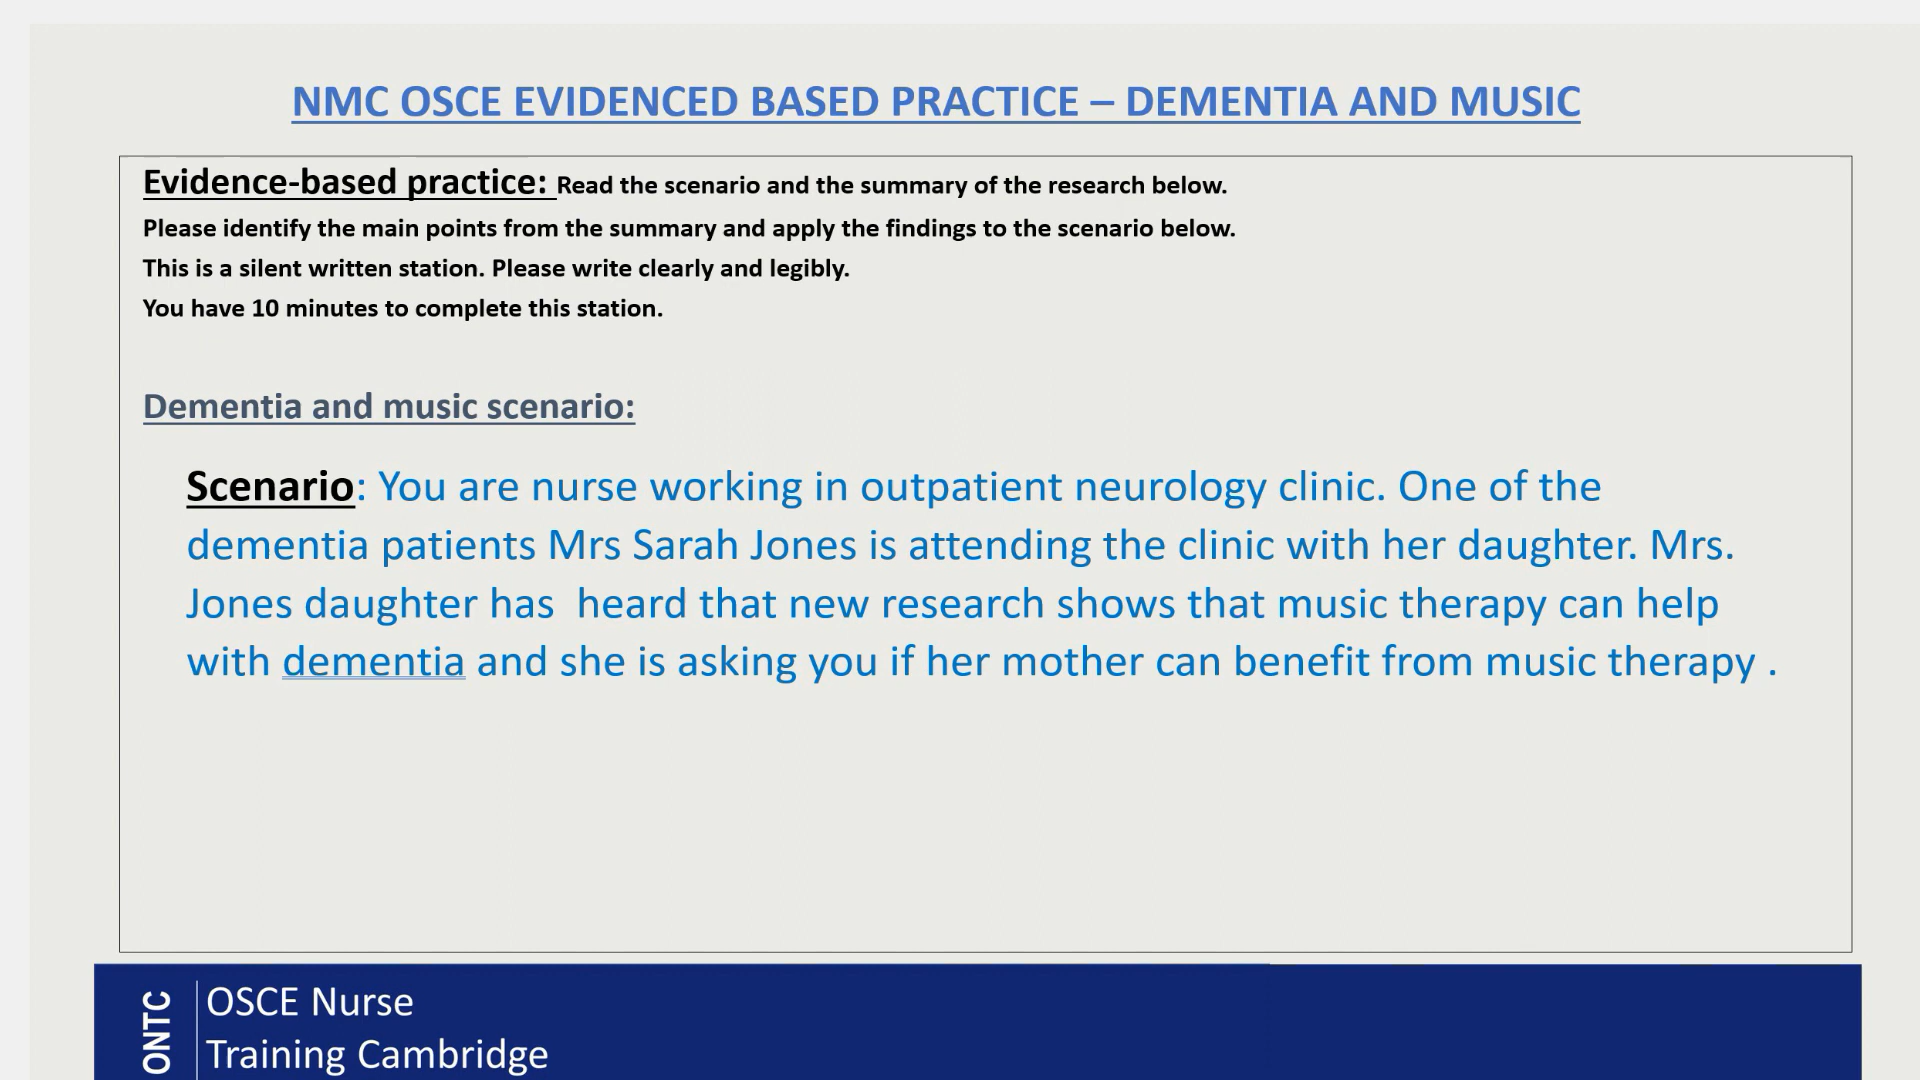 NMC OSCE EVIDENCED BASED PRACTICE – DEMENTIA AND MUSIC
Evidence-based practice: Read the scenario and the summary of the research below.
Please identify the main points from the summary and apply the findings to the scenario below.
This is a silent written station. Please write clearly and legibly.
You have 10 minutes to complete this station.
Dementia and music scenario:
Scenario: You are nurse working in outpatient neurology clinic. One of the
dementia patients Mrs Sarah Jones is attending the clinic with her daughter. Mrs.
Jones daughter has  heard that new research shows that music therapy can help
with dementia and she is asking you if her mother can benefit from music therapy .
ONTC
OSCE Nurse
Training Cambridge